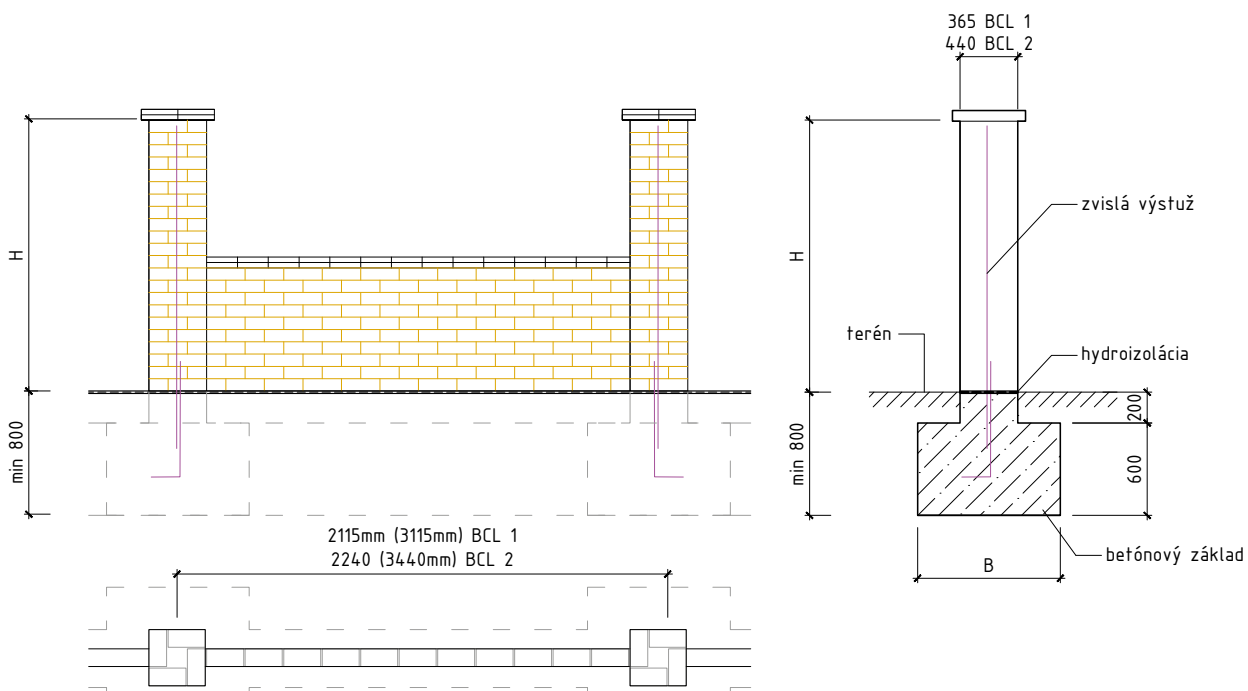 365 BCL 1
440 BCL 2
H
H
zvislá výstuž
terén
hydroizolácia
200
min 800
min 800
600
2115mm (3115mm) BCL 1
2240 (3440mm) BCL 2
B
betónový základ